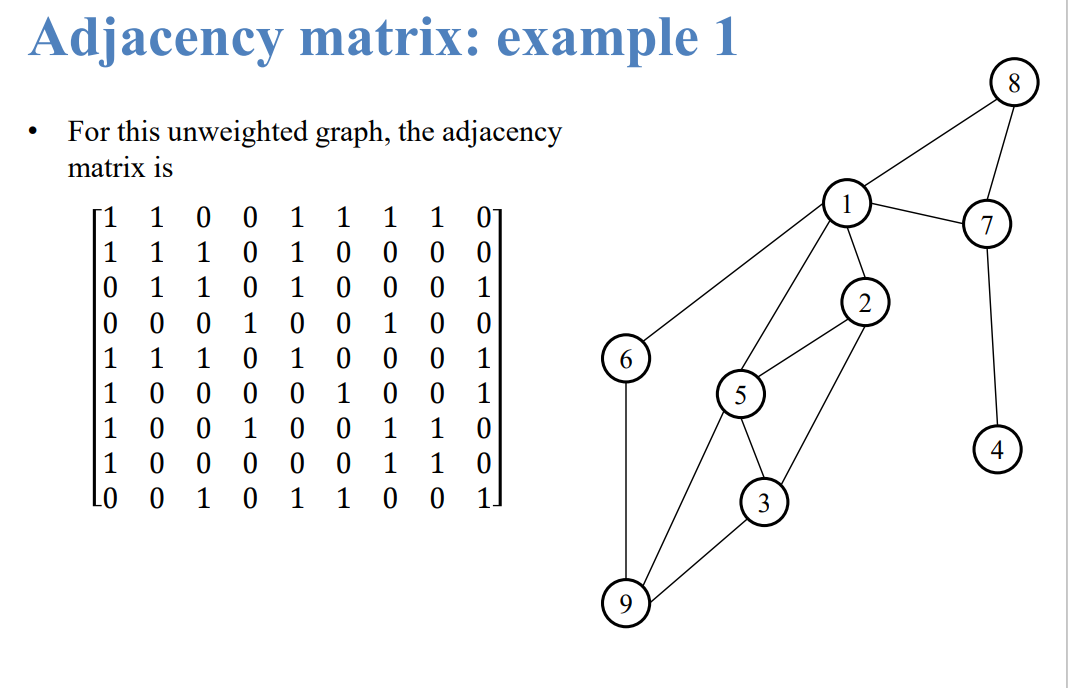 Adjacency matrix: example 1
• For this unweighted graph, the adjacency
matrix is
1 1 0 0 1 1 1 1 0
1 1 1 0 1 0 0 0 0
0 1 1 0 1 0 0 0 1
0 0 0 1 0 0 1 0 0
1 1 1 0 1 0 0 0 1
1 0 0 0 0 1 0 0 1
1 0 0 1 0 0 1 1 0
1 0 0 0 0 0 1 1 0
0 0 1 0 1 1 0 0 1
8
1
7
2
6
5
4
3
9